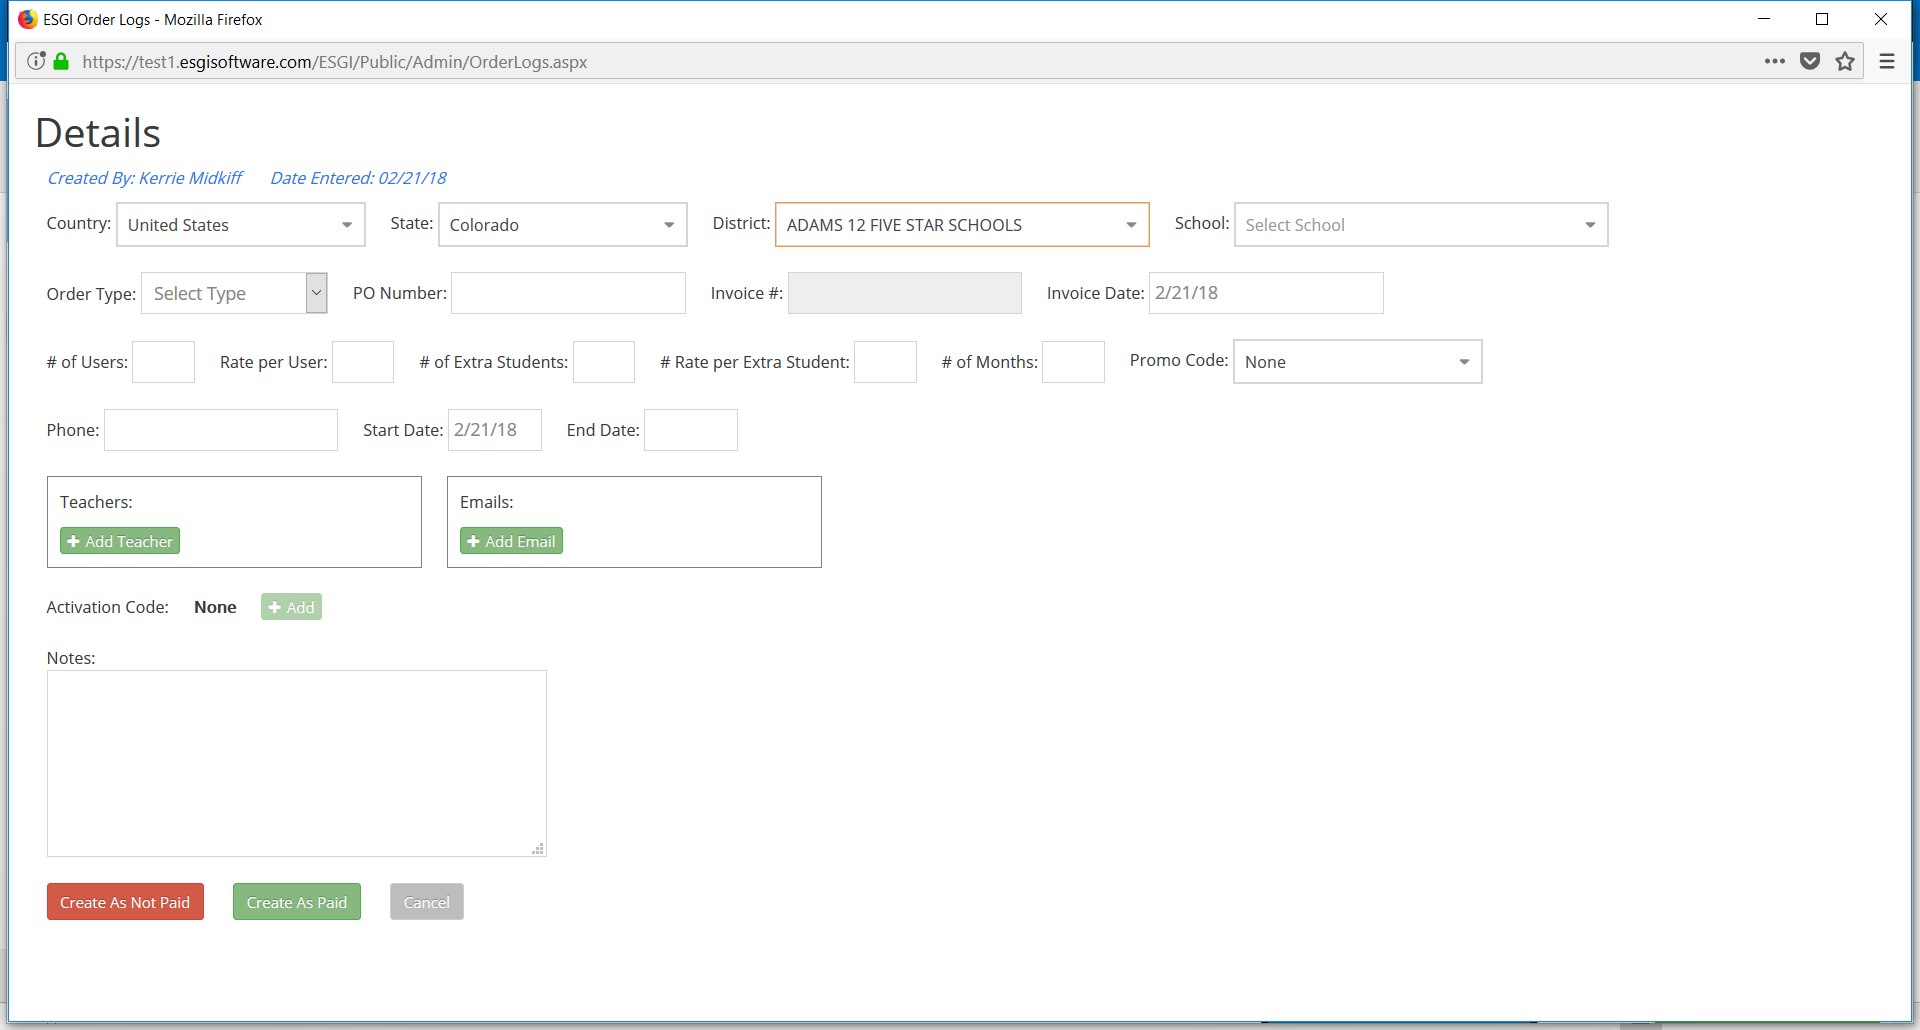 ESGI Order Logs - Mozilla Firefox
https://test1.esgisoftware.com/ESGI/Public/Admin/OrderLogs.aspx
Details
Created By: Kerrie Midkiff Date Entered: 02/21/18
Country: United States State: Colorado District: ADAMS 12 FIVE STAR SCHOOLS School: Select School
Order Type: Select Type PO Number: Invoice #: Invoice Date: 2/21/18
# of Users: Rate per User: # of Extra Students: # Rate per Extra Student: # of Months: Promo Code: None
Phone: Start Date: 2/21/18 End Date:
Teachers: Emails:
+ Add Teacher + Add Email
Activation Code: None + Add
Notes:
Create As Not Paid Create As Paid Cancel